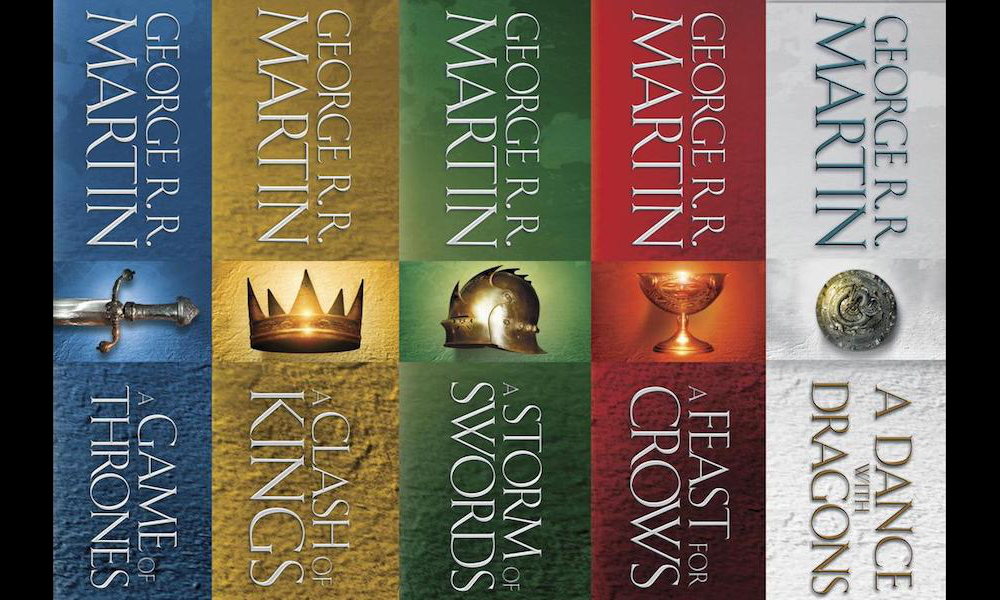 GEORGE R.R.
MARTIN
A GAME OF
THRONES
GEORGE R.R.
MARTIN
A CLASH OF
KINGS
GEORGE R.R.
MARTIN
A STORM OF
SWORDS
GEORGE R.R.
MARTIN
A FEAST FOR
CROWS
GEORGE R.R.
MARTIN
A DANCE
WITH
DRAGONS